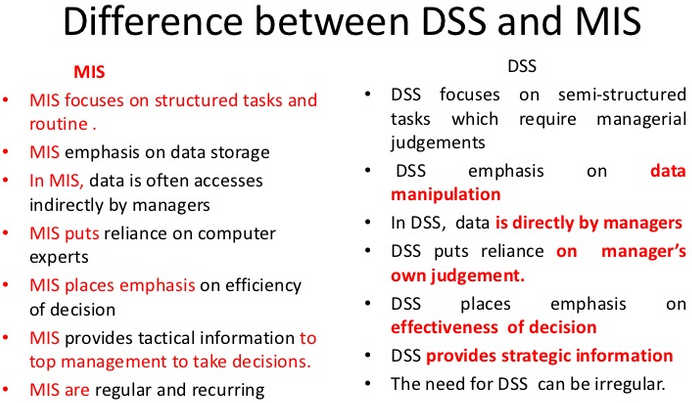 Difference between DSS and MIS
MIS
• MIS focuses on structured tasks and
routine .
• MIS emphasis on data storage
• In MIS, data is often accesses
indirectly by managers
• MIS puts reliance on computer
experts
• MIS places emphasis on efficiency
of decision
• MIS provides tactical information to
top management to take decisions.
• MIS are regular and recurring
DSS
• DSS focuses on semi-structured
tasks which require managerial
judgements
• DSS emphasis on data
manipulation
• In DSS, data is directly by managers
• DSS puts reliance on manager's
own judgement.
• DSS places emphasis on
effectiveness of decision
• DSS provides strategic information
• The need for DSS can be irregular.